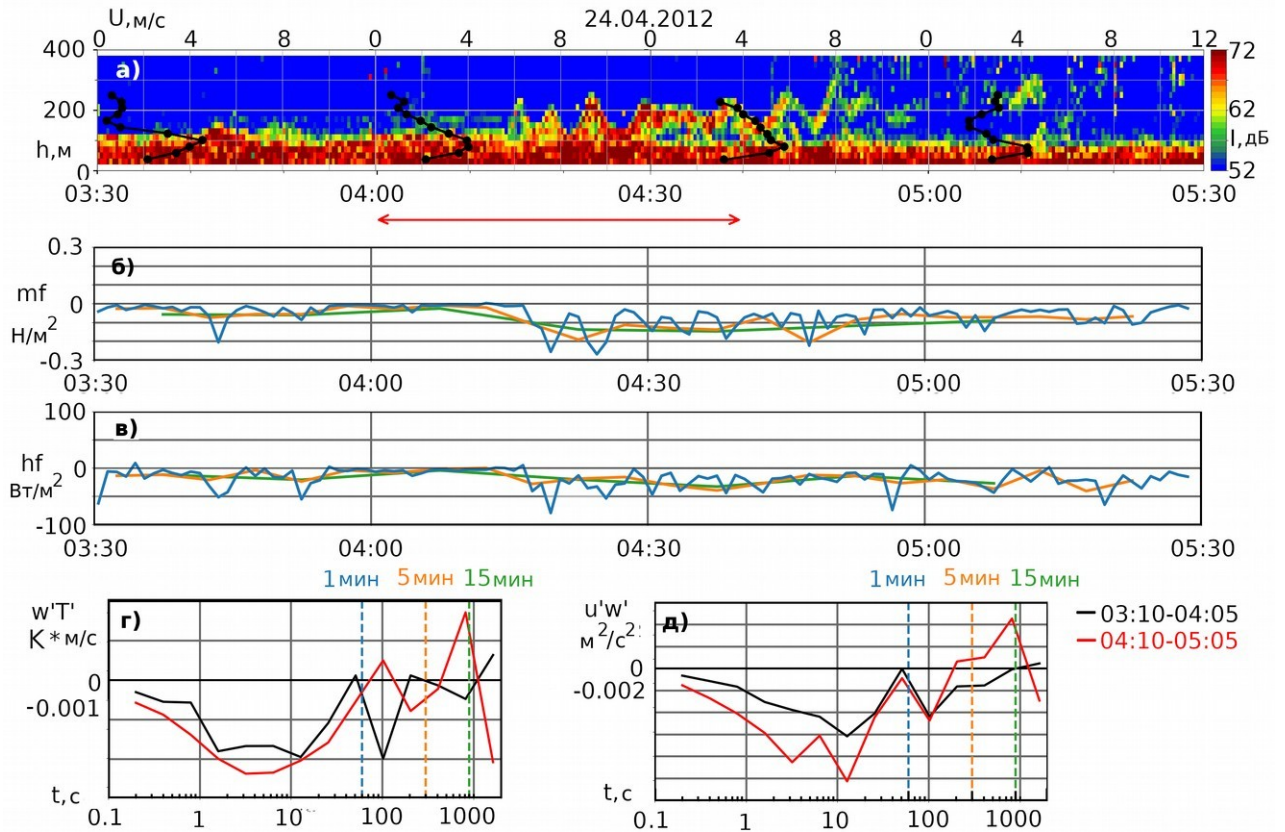 U,м/с 24.04.2012
0 4 8 0 4 8 0 4 8 0 4 8 12
400
а)
72
200
62
h,м
I,дБ
0
52
03:30 04:00 04:30 05:00 05:30
0.3
б)
mf
0
Н/м2
-0.3
03:30 04:00 04:30 05:00 05:30
100
в)
hf
0
Вт/м2
-100
03:30 04:00 04:30 05:00 05:30
1мин 5мин 15мин 1мин 5мин 15мин
w'T'
К*м/с
г)
0
-0.001
t,с
0.1 1 10 100 1000
u'w'
м2/с2
д)
0
-0.002
t,с
0.1 1 10 100 1000
03:10-04:05
04:10-05:05